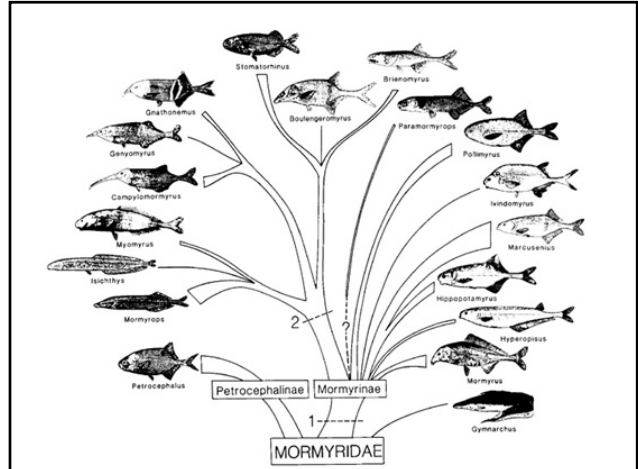 Stomatorhinus
Brienomyrus
Gnathonemus
Boulengeromyrus
Paramormyrops
Genyomyrus
Pollimyrus
Campylomormyrus
Ivindomyrus
Myomyrus
Marcusenius
Isichthys
Hippopotamyrus
Mormyrops
2
?
Hyperopisus
Petrocephalus
Petrocephalinae
Mormyrinae
Mormyrus
1
Gymnarchus
MORMYRIDAE